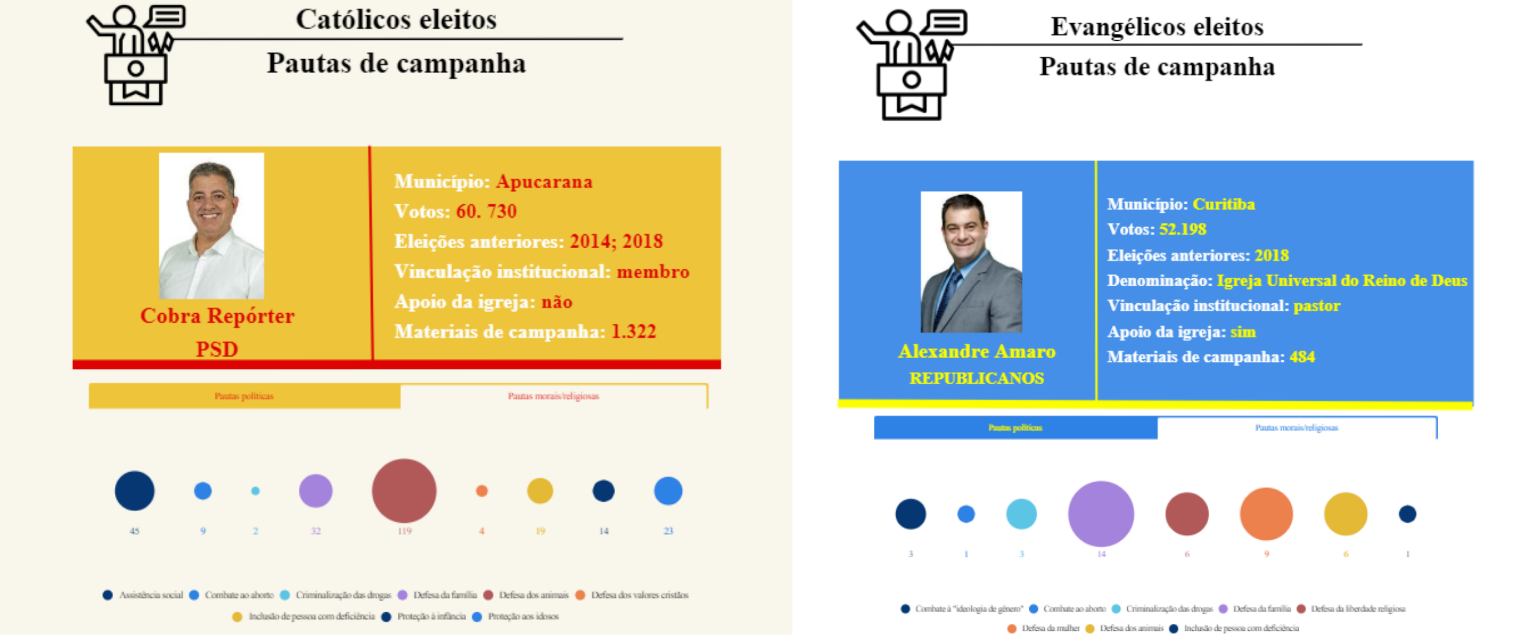 Católicos eleitos
Pautas de campanha
Município: Apucarana
Votos: 60. 730
Eleições anteriores: 2014; 2018
Vinculação institucional: membro
Apoio da igreja: não
Materiais de campanha: 1.322
Cobra Repórter
PSD
Pautas políticas
Pautas morais/religiosas
45 9 2 32 119 4 19 14 23
Assistência social Combate ao aborto Criminalização das drogas Defesa da família Defesa dos animais Defesa dos valores cristãos
Inclusão de pessoa com deficiência Proteção à infância Proteção aos idosos
Evangélicos eleitos
Pautas de campanha
Município: Curitiba
Votos: 52.198
Eleições anteriores: 2018
Denominação: Igreja Universal do Reino de Deus
Vinculação institucional: pastor
Apoio da igreja: sim
Materiais de campanha: 484
Alexandre Amaro
REPUBLICANOS
Pautas políticas
Pautas morais/religiosas
3 1 3 14 6 9 6 1
Combate à "ideologia de gênero" Combate ao aborto Criminalização das drogas Defesa da família Defesa da liberdade religiosa
Defesa da mulher Defesa dos animais Inclusão de pessoa com deficiência